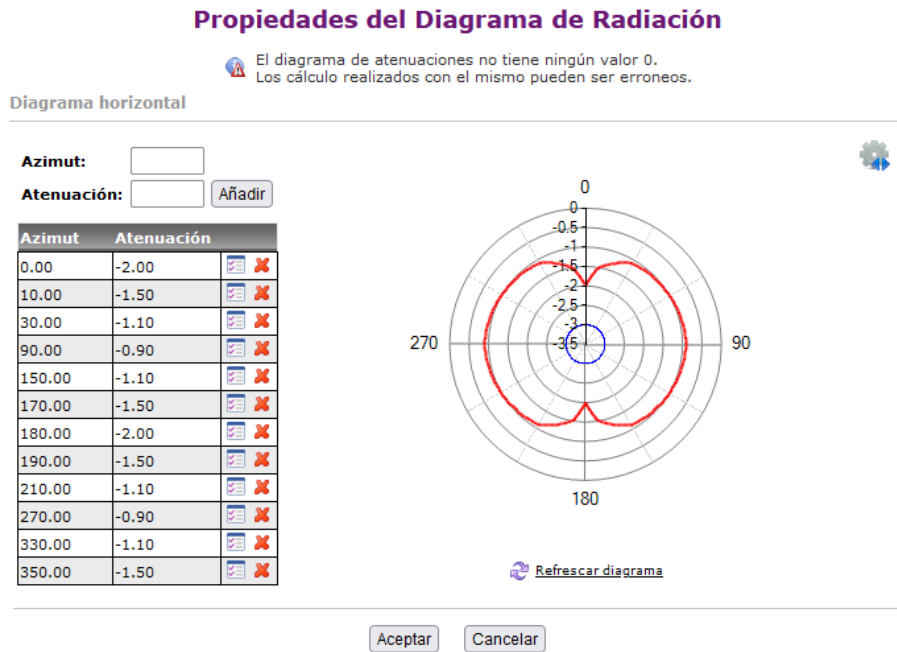 Propiedades del Diagrama de Radiación
El diagrama de atenuaciones no tiene ningún valor 0.
Los cálculo realizados con el mismo pueden ser erroneos.
Diagrama horizontal
Azimut:
Atenuación: Añadir
Azimut Atenuación
0.00 -2.00
10.00 -1.50
30.00 -1.10
90.00 -0.90
150.00 -1.10
170.00 -1.50
180.00 -2.00
190.00 -1.50
210.00 -1.10
270.00 -0.90
330.00 -1.10
350.00 -1.50
0
0
-0.5
-1
-1.5
-2
-2.5
-3
-3.5
270
90
180
Refrescar diagrama
Aceptar Cancelar